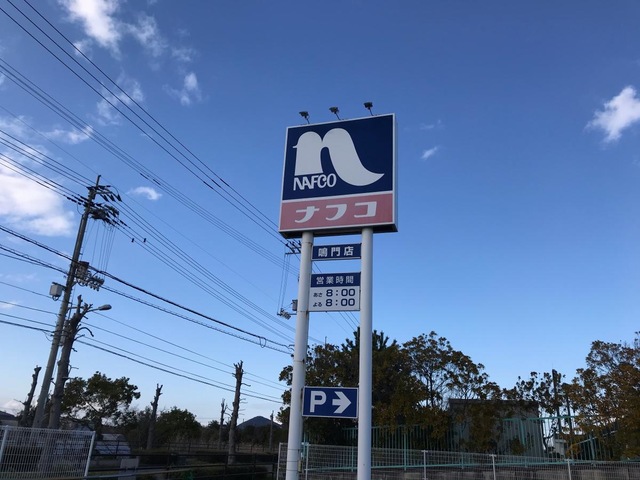 NAFCO
ナフコ
鳴門店
営業時間
あさ 8:00
よる 8:00
P→